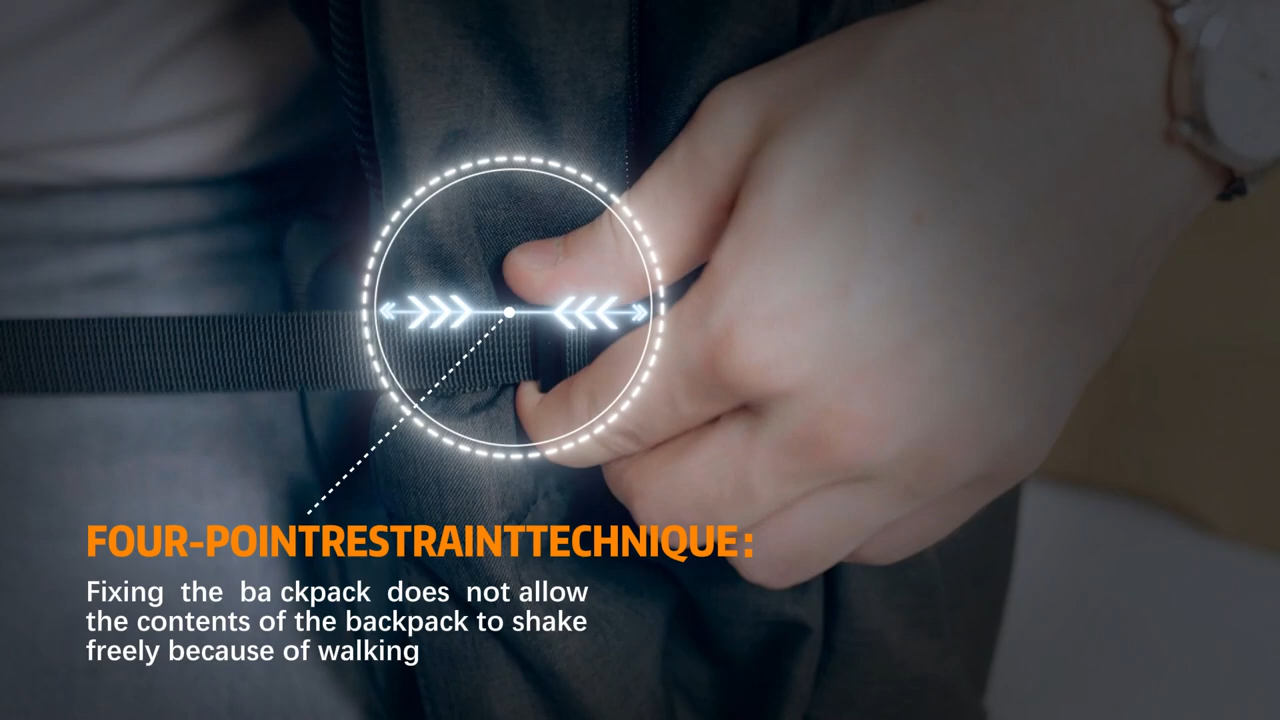 FOUR-POINTRESTRAINTTECHNIQUE:
Fixing the ba ckpack does not allow
the contents of the backpack to shake
freely because of walking